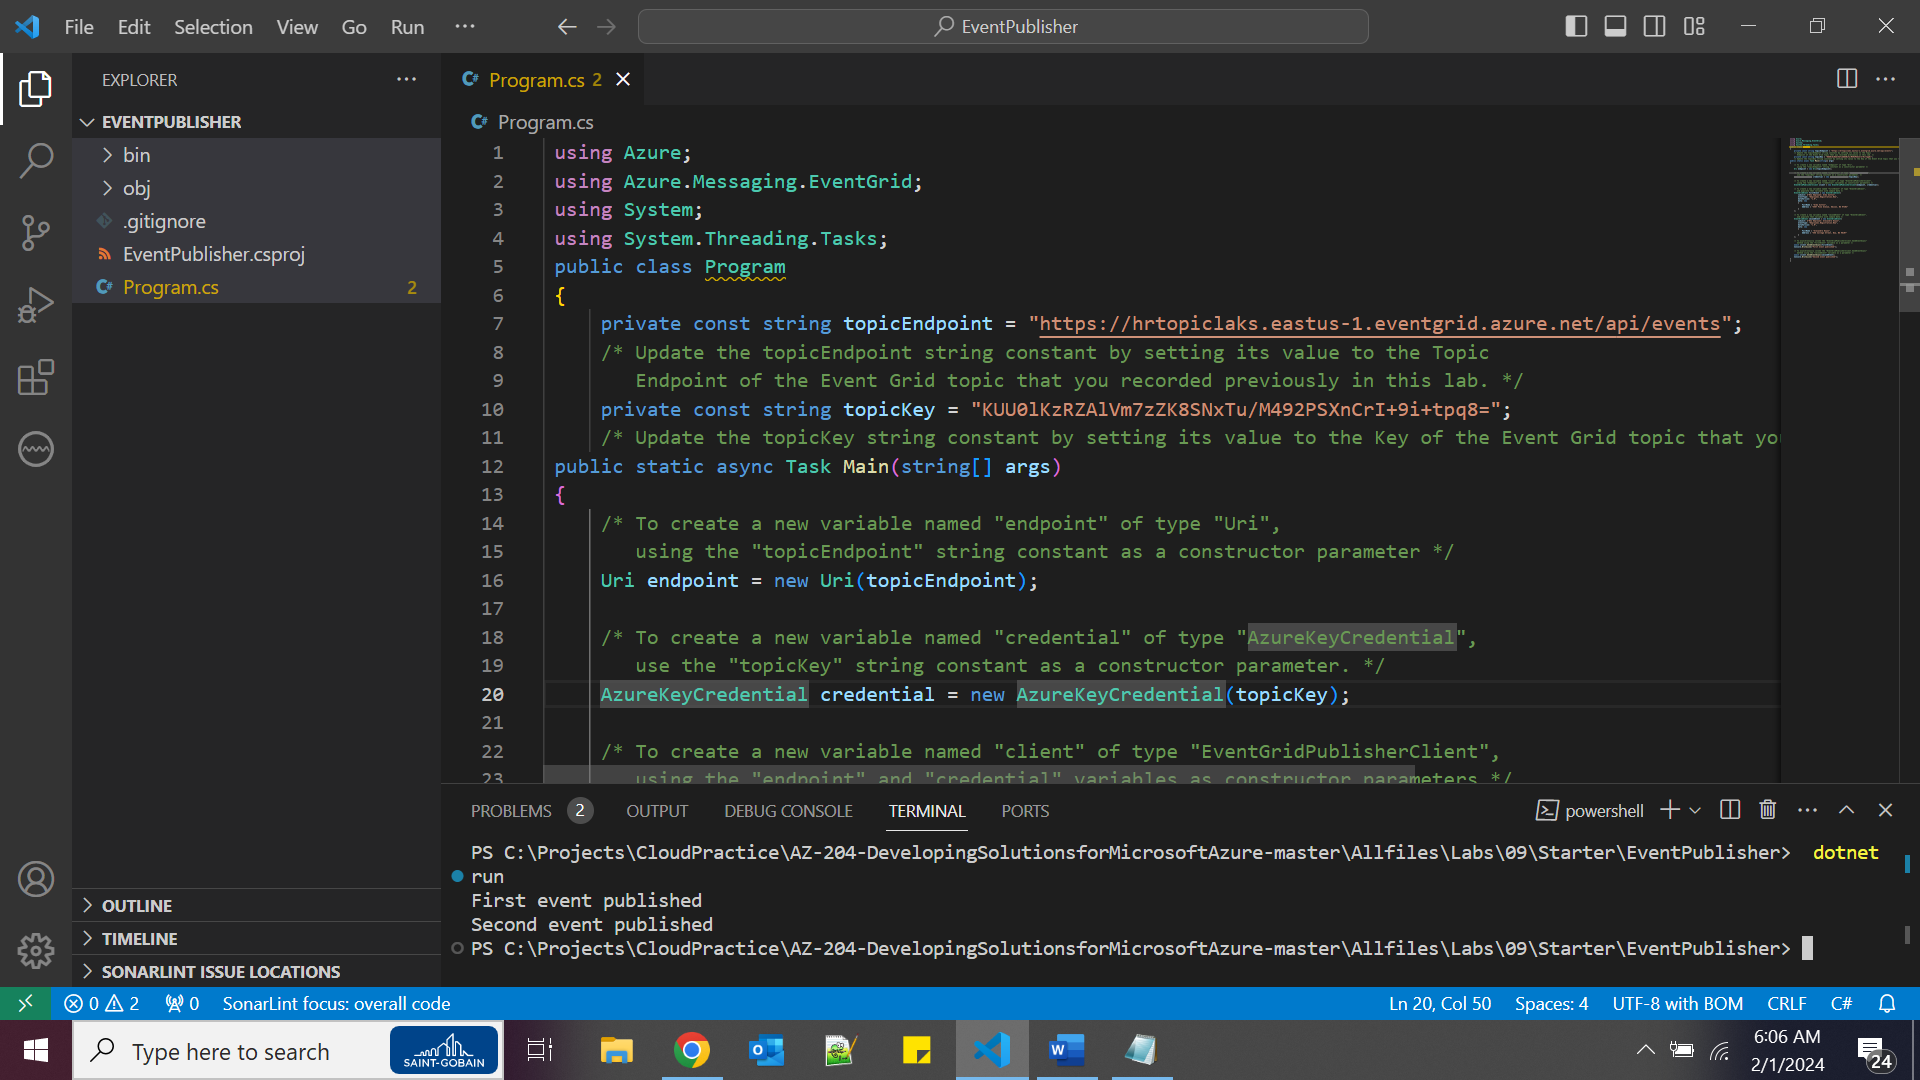 File Edit Selection View Go Run ···
EventPublisher
EXPLORER
EVENTPUBLISHER
bin
obj
.gitignore
EventPublisher.csproj
Program.cs 2
OUTLINE
TIMELINE
SONARLINT ISSUE LOCATIONS
Program.cs 2
Program.cs
1 using Azure;
2 using Azure.Messaging.EventGrid;
3 using System;
4 using System.Threading.Tasks;
5 public class Program
6 {
7 private const string topicEndpoint = "https://hrtopiclaks.eastus-1.eventgrid.azure.net/api/events";
8 /* Update the topicEndpoint string constant by setting its value to the Topic
9 Endpoint of the Event Grid topic that you recorded previously in this lab. */
10 private const string topicKey = "KUU0lKzRZAlVm7zZK8SNxTu/M492PSXnCrI+9i+tpq8=";
11 /* Update the topicKey string constant by setting its value to the Key of the Event Grid topic that you
12 public static async Task Main(string[] args)
13 {
14 /* To create a new variable named "endpoint" of type "Uri",
15 using the "topicEndpoint" string constant as a constructor parameter */
16 Uri endpoint = new Uri(topicEndpoint);
17
18 /* To create a new variable named "credential" of type "AzureKeyCredential",
19 use the "topicKey" string constant as a constructor parameter. */
20 AzureKeyCredential credential = new AzureKeyCredential(topicKey);
21
22 /* To create a new variable named "client" of type "EventGridPublisherClient",
23 using the "endpoint" and "credential" variables as constructor parameters */
PROBLEMS 2 OUTPUT DEBUG CONSOLE TERMINAL PORTS
powershell
PS C:\Projects\CloudPractice\AZ-204-DevelopingSolutionsforMicrosoftAzure-master\Allfiles\Labs\09\Starter\EventPublisher> dotnet
run
First event published
Second event published
PS C:\Projects\CloudPractice\AZ-204-DevelopingSolutionsforMicrosoftAzure-master\Allfiles\Labs\09\Starter\EventPublisher>
0 2 0 SonarLint focus: overall code
Ln 20, Col 50 Spaces: 4 UTF-8 with BOM CRLF C#
Type here to search
SAINT-GOBAIN
6:06 AM
2/1/2024
24